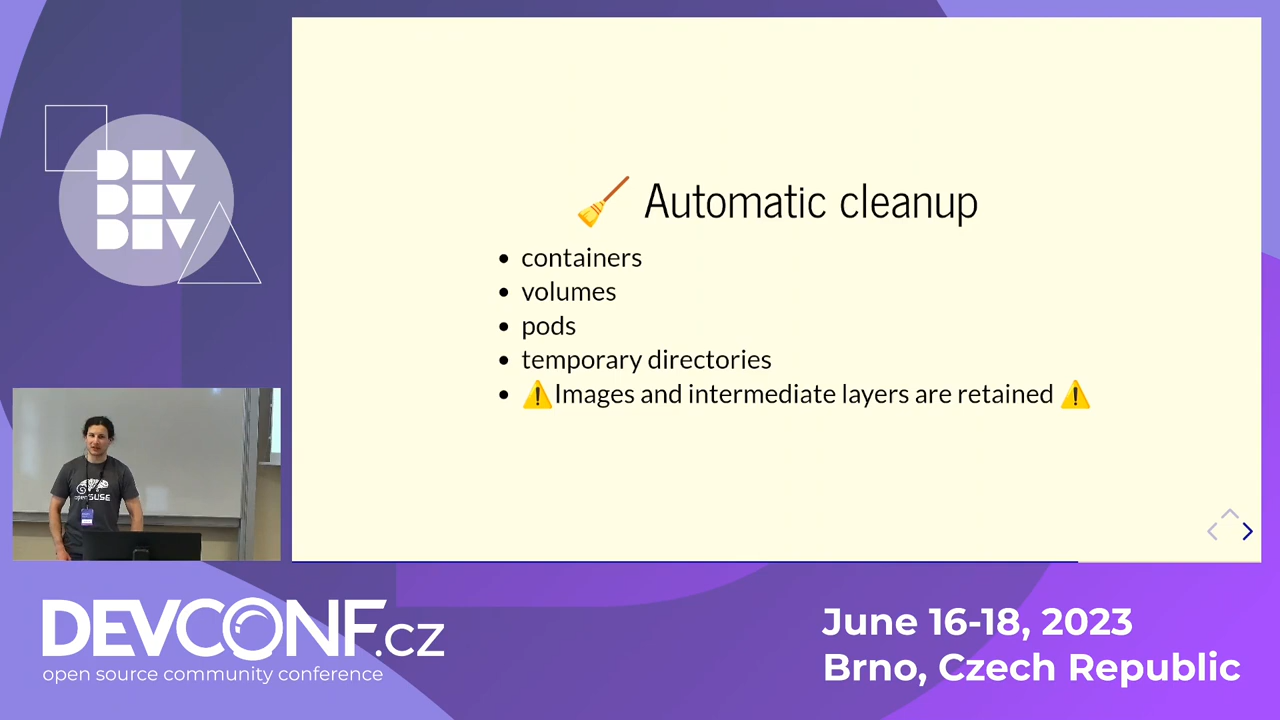 DEV
DEV
DEV
🧹 Automatic cleanup
• containers
• volumes
• pods
• temporary directories
• ⚠️Images and intermediate layers are retained ⚠️
openSUSE
DEVCONF.cz
open source community conference
June 16-18, 2023
Brno, Czech Republic